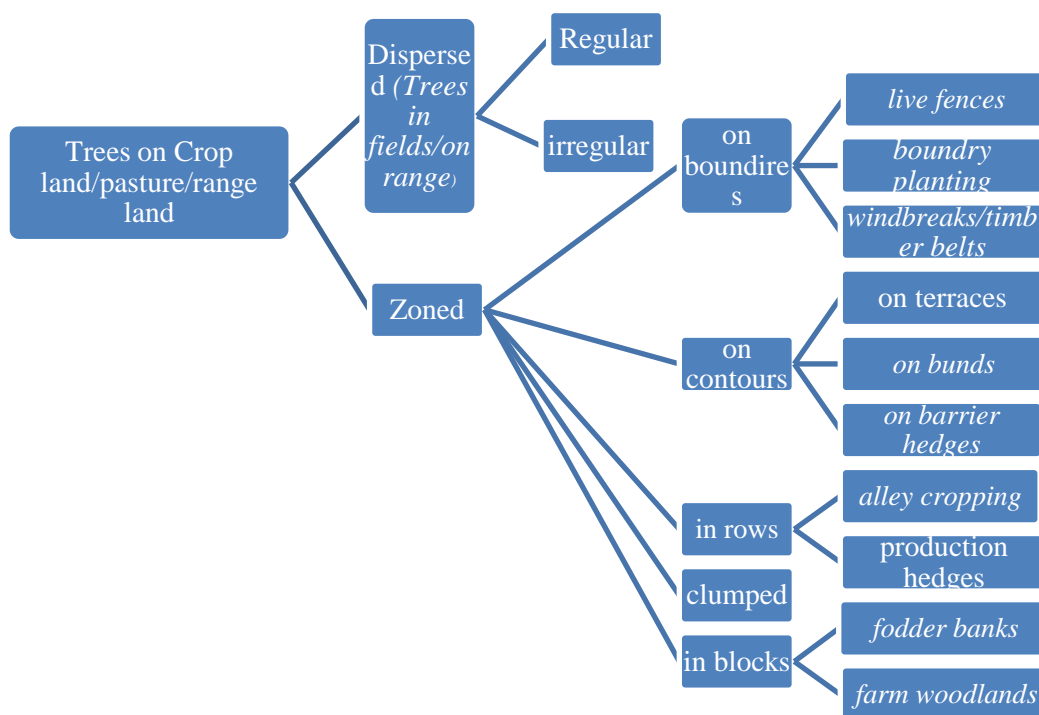 Trees on Crop
land/pasture/range
land
Disperse
d (Trees
in
fields/on
range)
Regular
irregular
Zoned
on
boundires
live fences
boundry
planting
windbreaks/timb
er belts
on
contours
on terraces
on bunds
on barrier
hedges
in rows
alley cropping
production
hedges
clumped
in blocks
fodder banks
farm woodlands